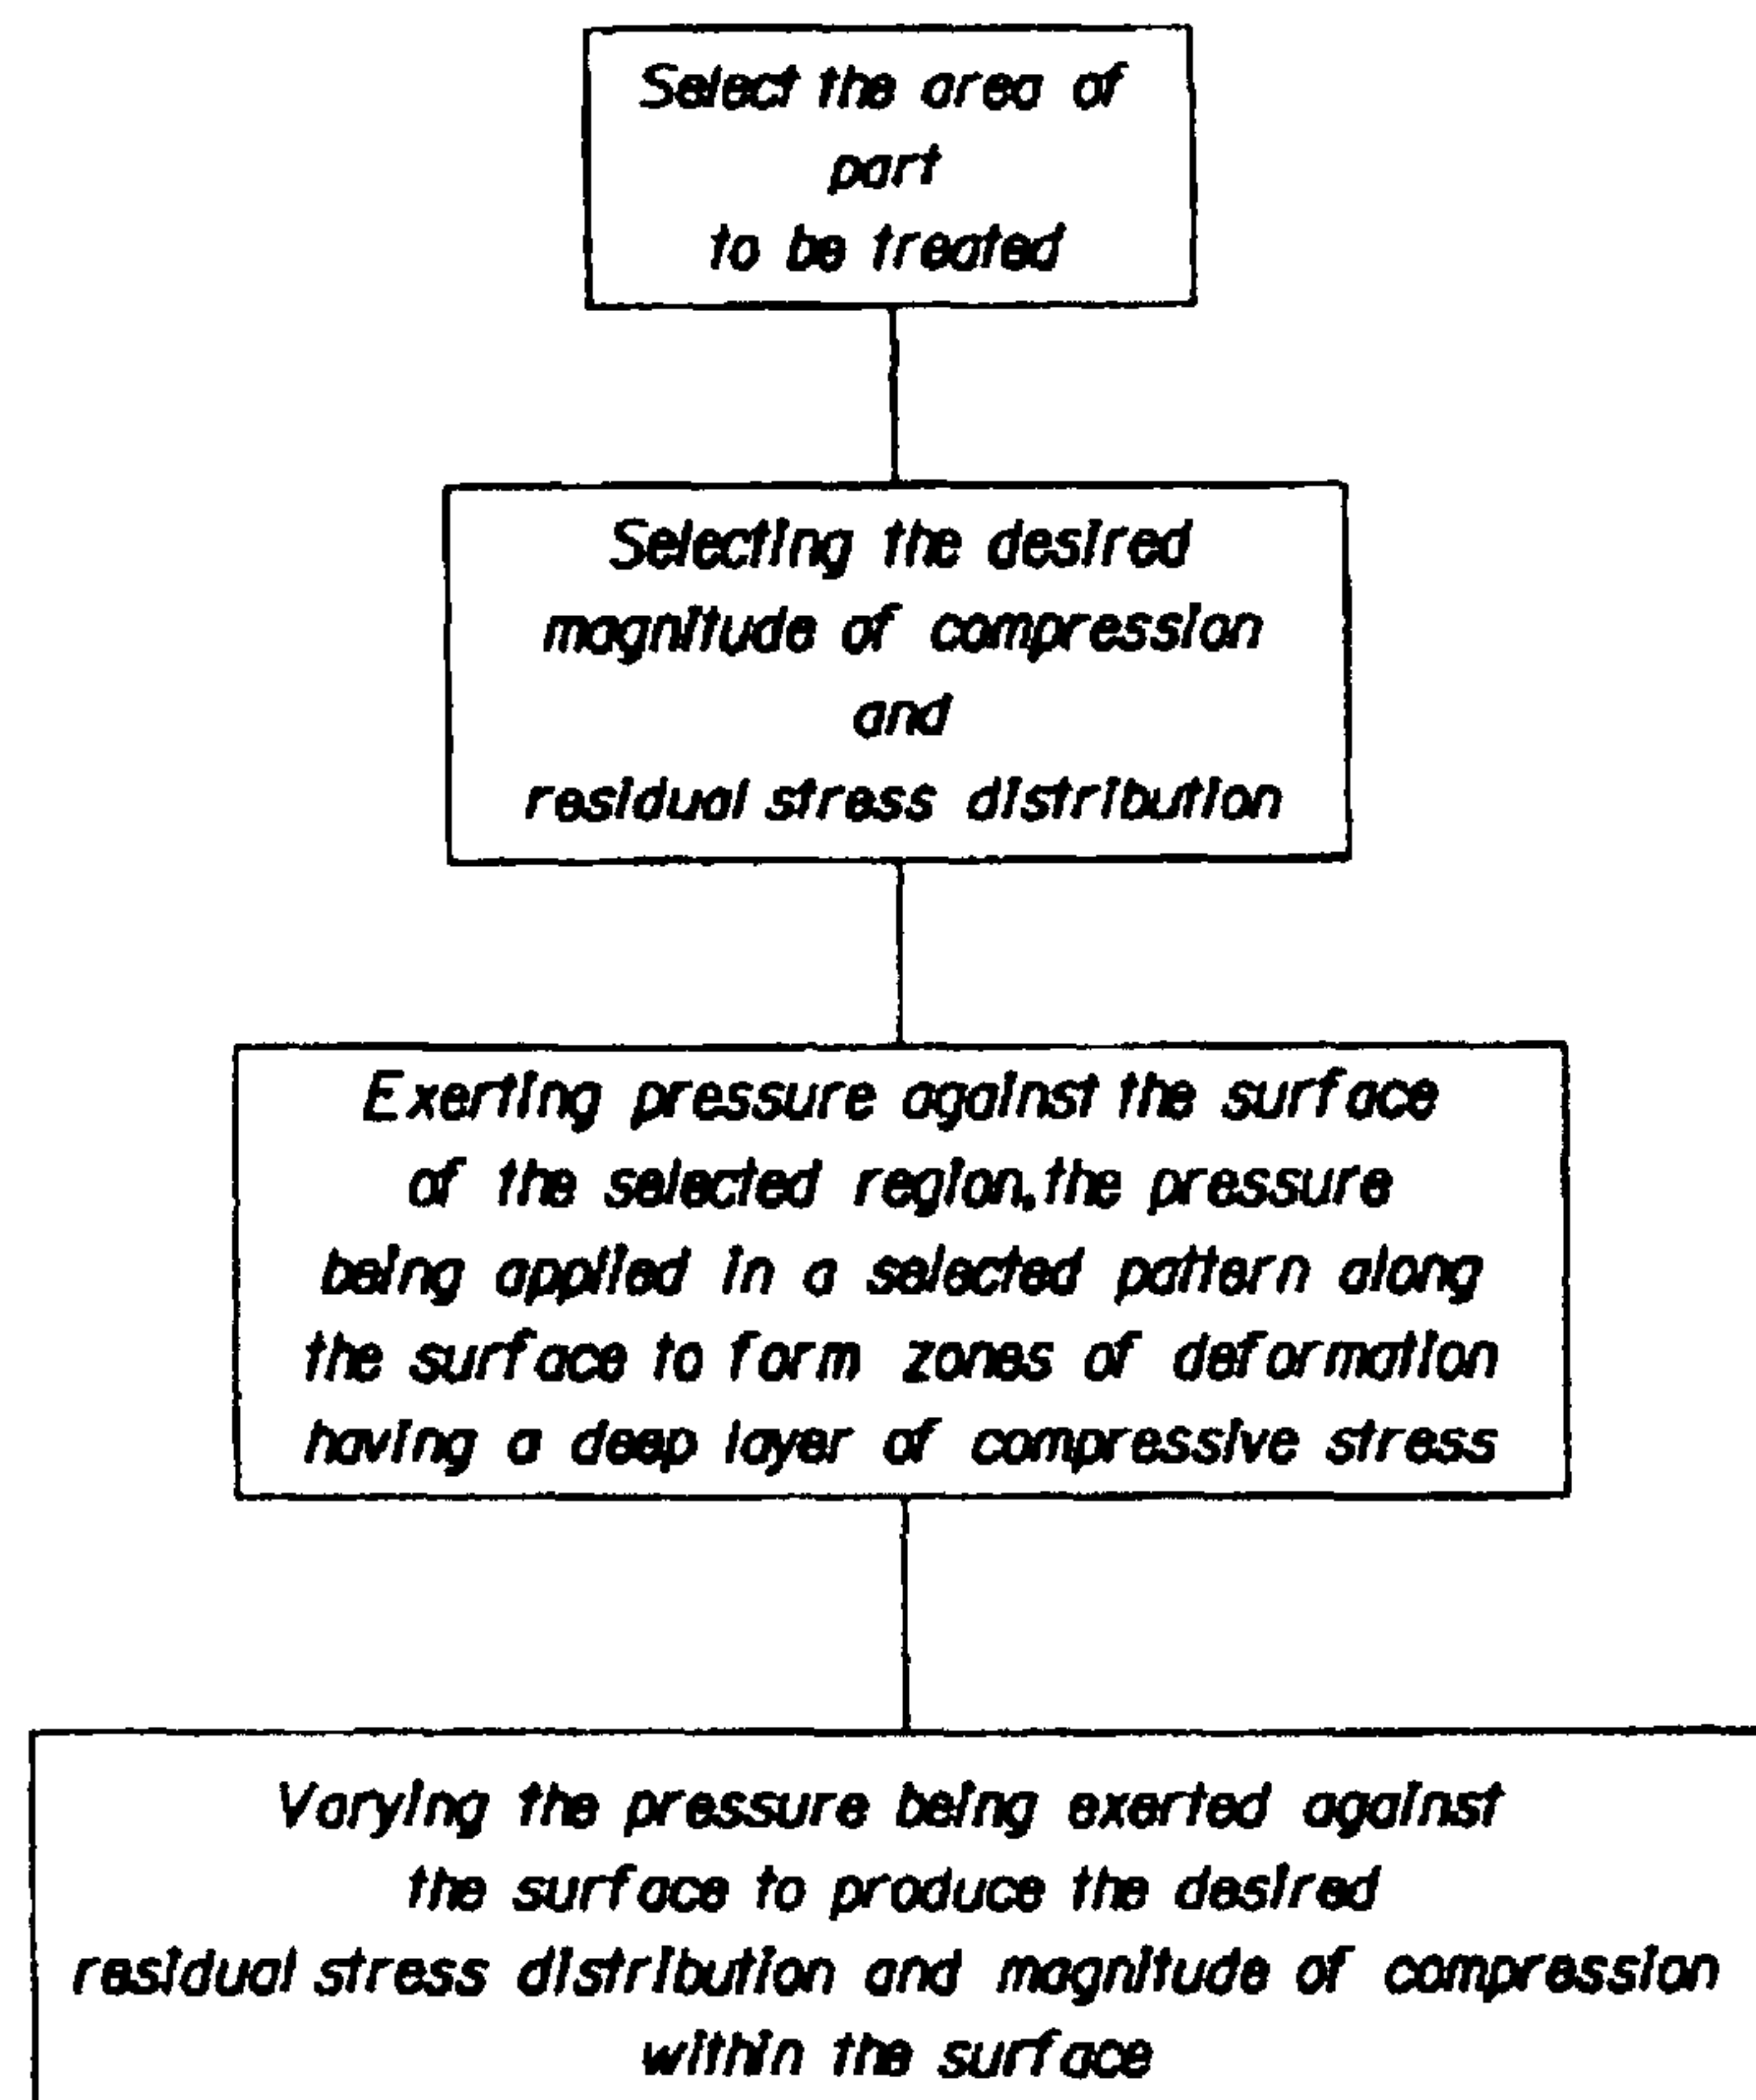 Select the area of
part
to be treated
Selecting the desired
magnitude of compression
and
residual stress distribution
Exerting pressure against the surface
of the selected region, the pressure
being applied in a selected pattern along
the surface to form zones of deformation
having a deep layer of compressive stress
Varying the pressure being exerted against
the surface to produce the desired
residual stress distribution and magnitude of compression
within the surface